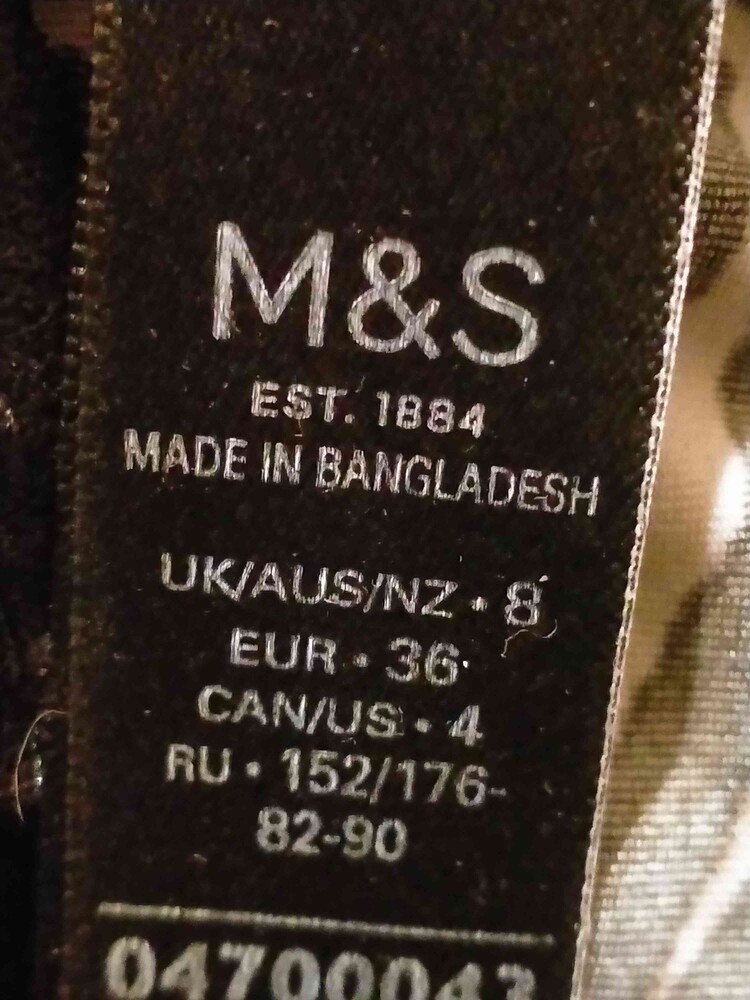 M&S
EST. 1884
MADE IN BANGLADESH
UK/AUS/NZ • 8
EUR • 36
CAN/US • 4
RU • 152/176-
82-90
04700043